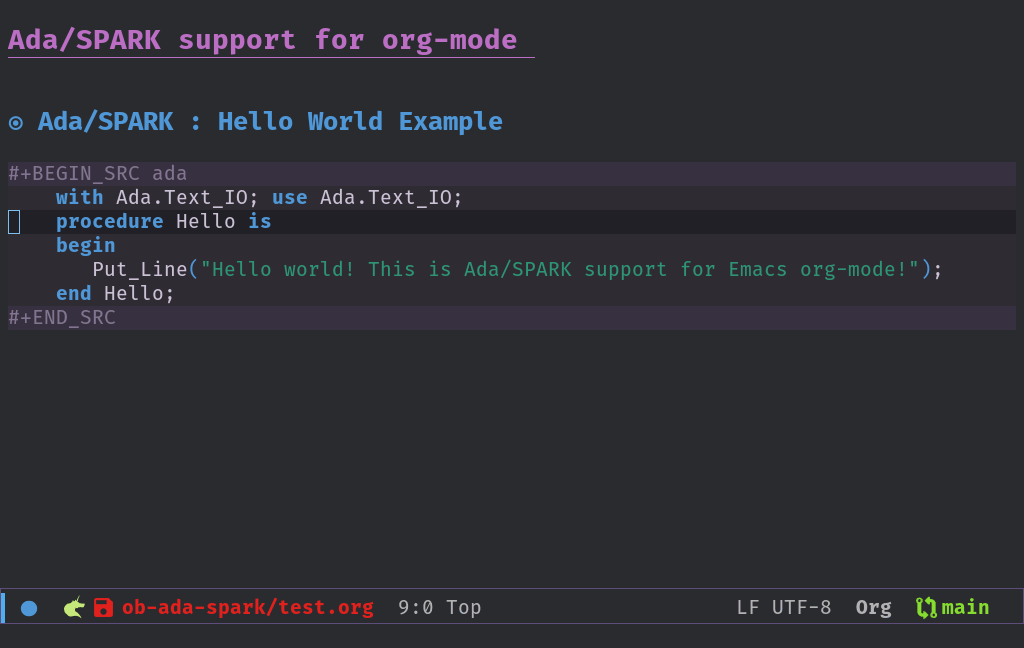 Ada/SPARK support for org-mode
Ada/SPARK : Hello World Example
#+BEGIN_SRC ada
    with Ada.Text_IO; use Ada.Text_IO;
    procedure Hello is
    begin
       Put_Line("Hello world! This is Ada/SPARK support for Emacs org-mode!");
    end Hello;
#+END_SRC
ob-ada-spark/test.org 9:0 Top LF UTF-8 Org main